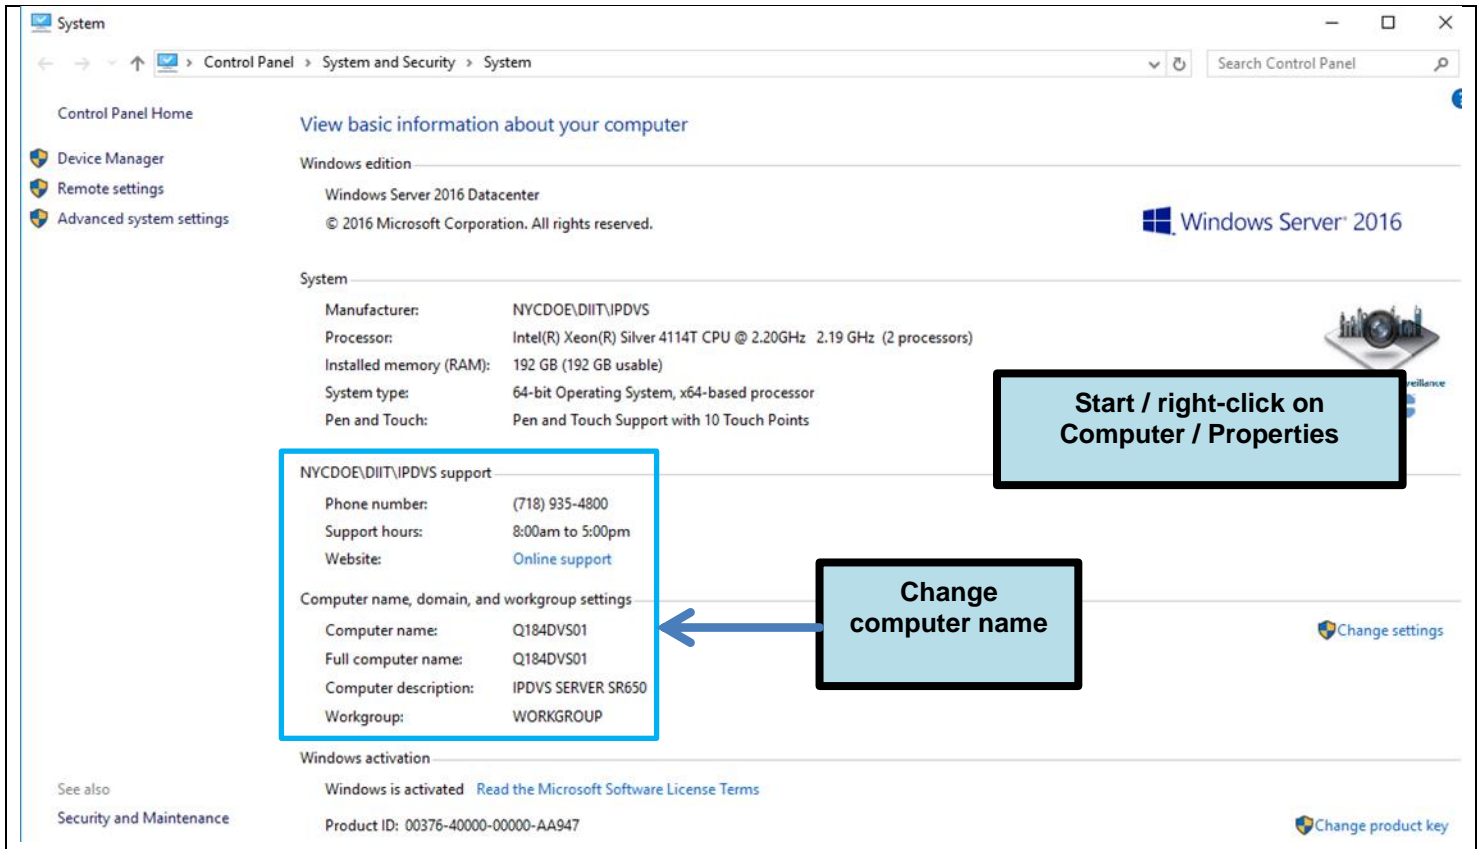 System
Control Panel > System and Security > System
Search Control Panel
Control Panel Home
Device Manager
Remote settings
Advanced system settings
View basic information about your computer
Windows edition
Windows Server 2016 Datacenter
© 2016 Microsoft Corporation. All rights reserved.
Windows Server® 2016
System
Manufacturer: NYCDOE\DIIT\IPDVS
Processor: Intel(R) Xeon(R) Silver 4114T CPU @ 2.20GHz 2.19 GHz (2 processors)
Installed memory (RAM): 192 GB (192 GB usable)
System type: 64-bit Operating System, x64-based processor
Pen and Touch: Pen and Touch Support with 10 Touch Points
Start / right-click on
Computer / Properties
NYCDOE\DIIT\IPDVS support
Phone number: (718) 935-4800
Support hours: 8:00am to 5:00pm
Website: Online support
Change
computer name
Computer name, domain, and workgroup settings
Computer name: Q184DVS01
Full computer name: Q184DVS01
Computer description: IPDVS SERVER SR650
Workgroup: WORKGROUP
Change settings
Windows activation
Windows is activated Read the Microsoft Software License Terms
Product ID: 00376-40000-00000-AA947
Change product key
See also
Security and Maintenance